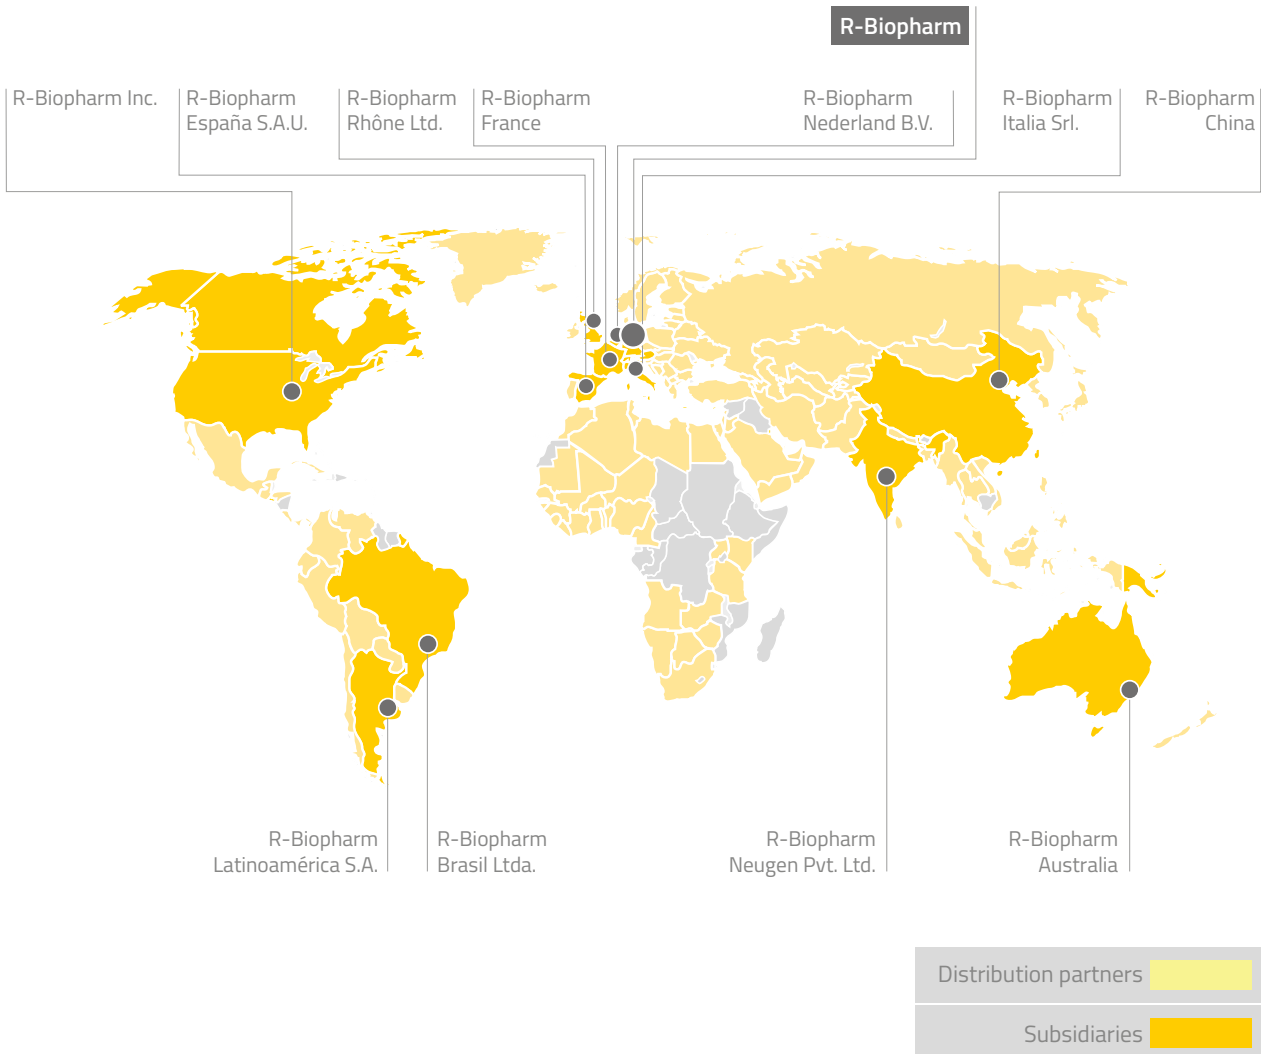 R-Biopharm
R-Biopharm Inc.
R-Biopharm
España S.A.U.
R-Biopharm
Rhône Ltd.
R-Biopharm
France
R-Biopharm
Nederland B.V.
R-Biopharm
Italia Srl.
R-Biopharm
China
R-Biopharm
Latinoamérica S.A.
R-Biopharm
Brasil Ltda.
R-Biopharm
Neugen Pvt. Ltd.
R-Biopharm
Australia
Distribution partners
Subsidiaries